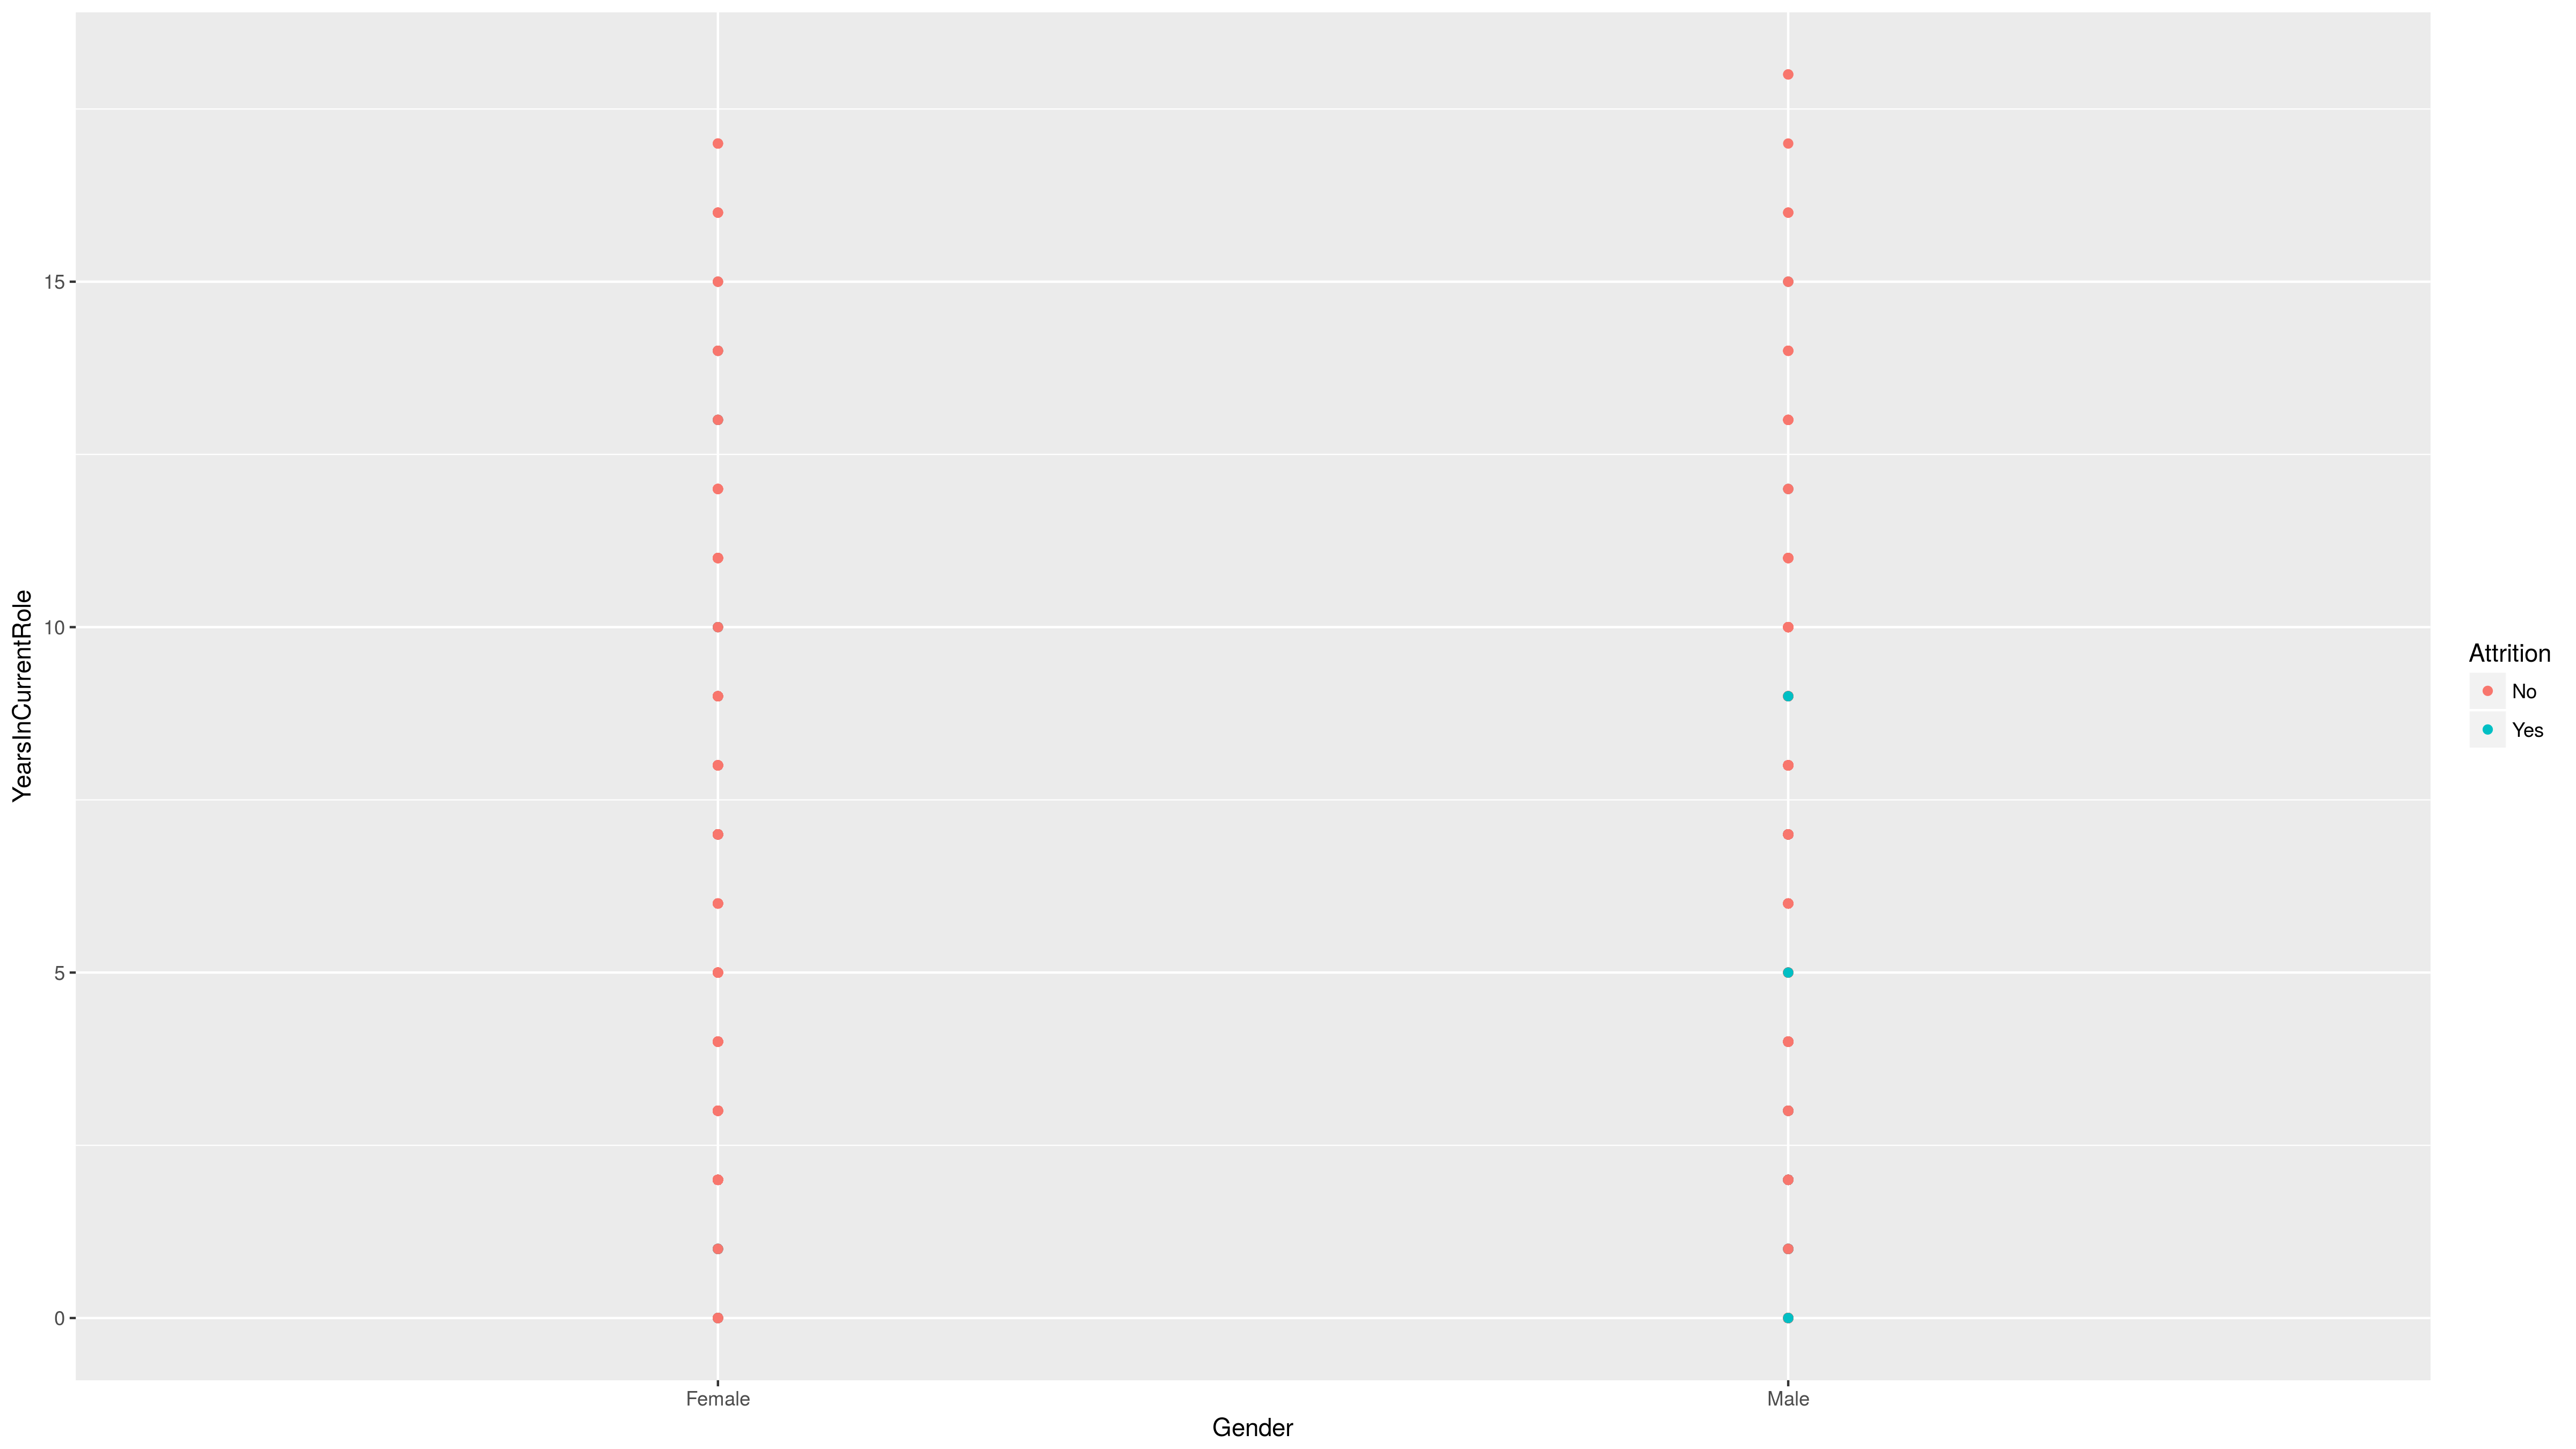 YearsInCurrentRole
15
10
5
0
Female
Male
Gender
Attrition
No
Yes